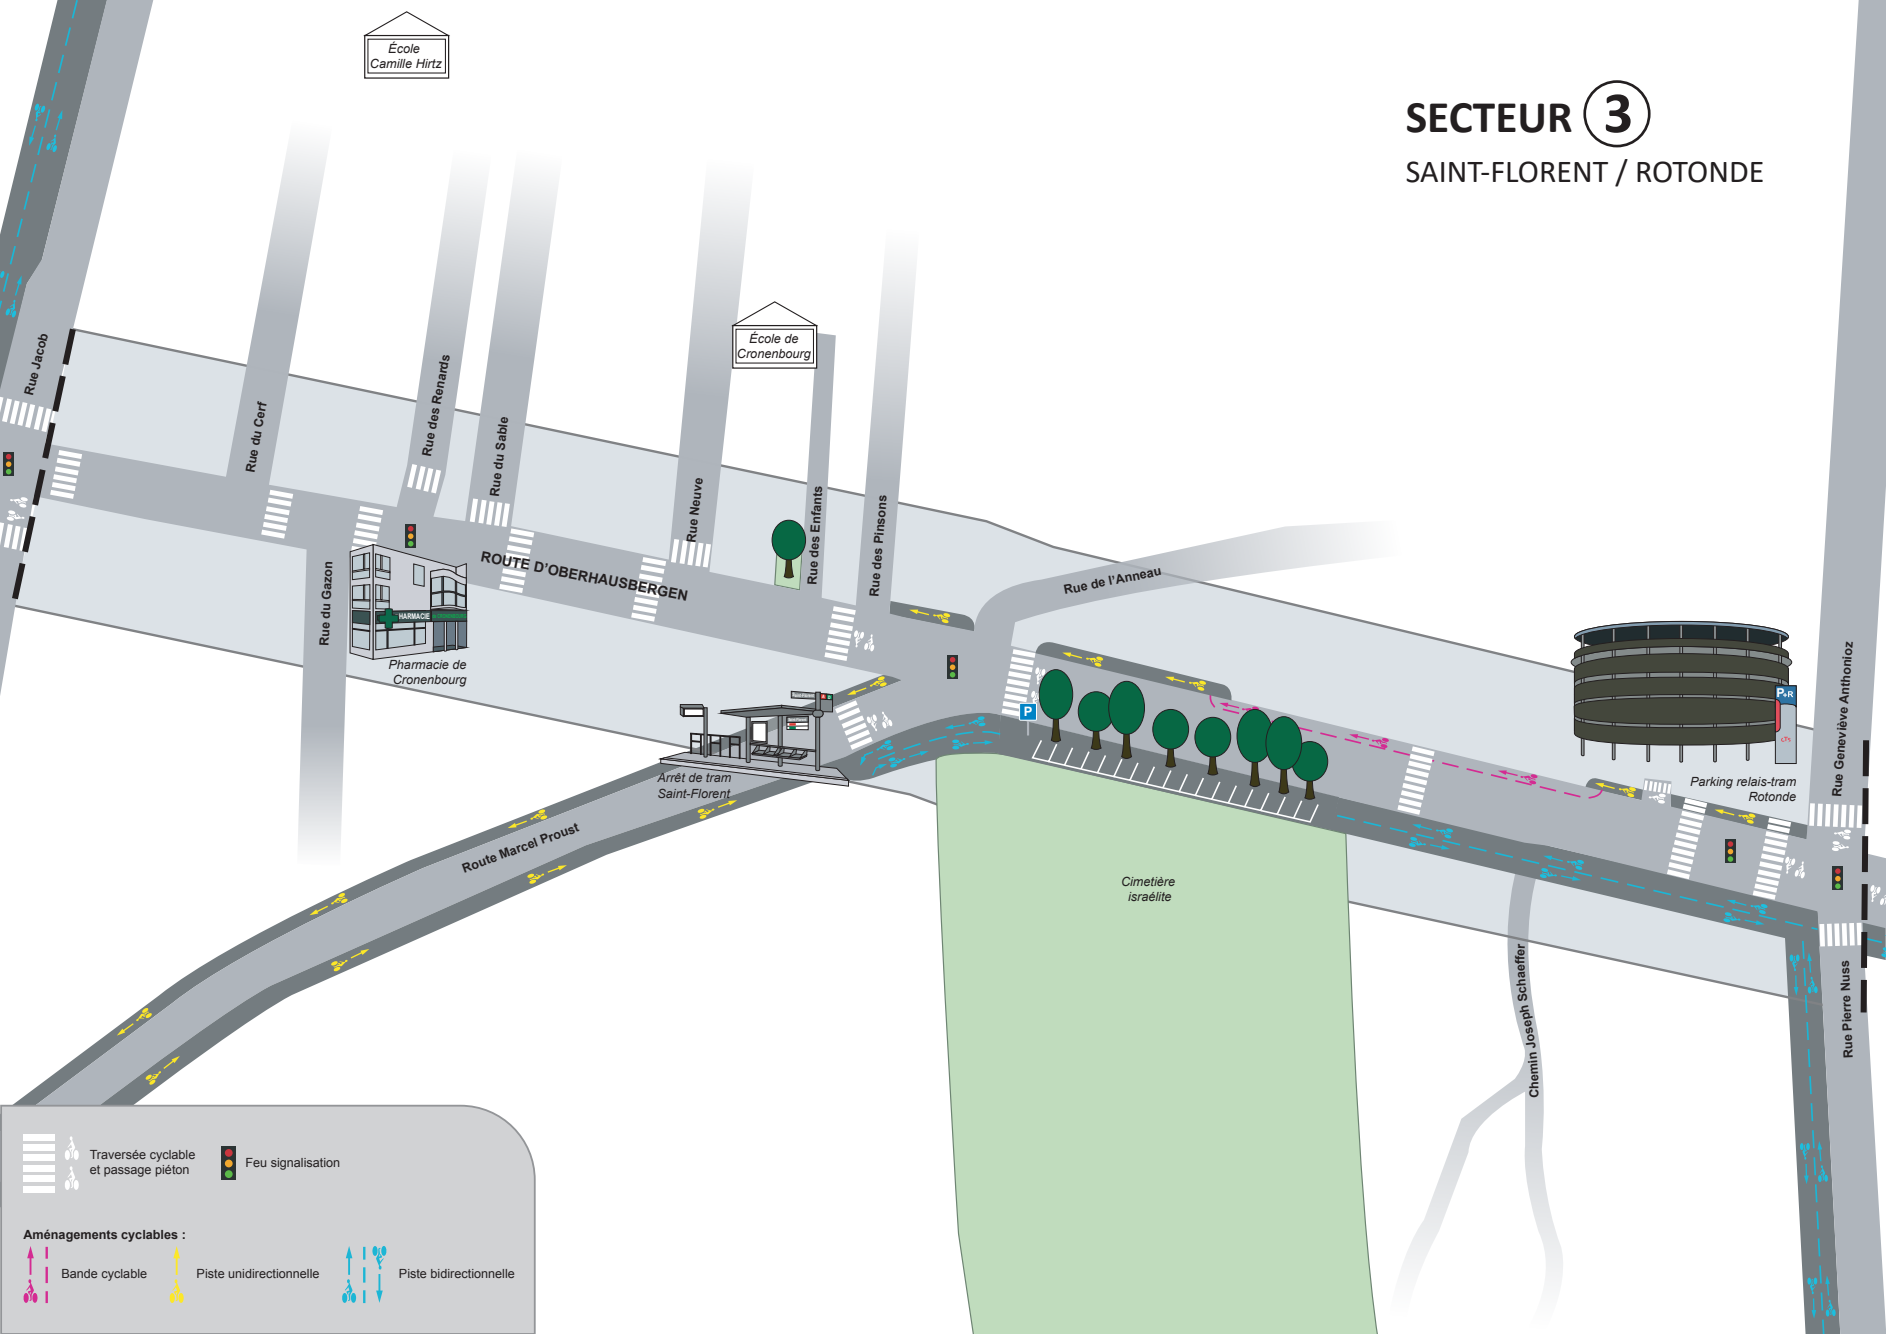 École
Camille Hirtz
SECTEUR 3
SAINT-FLORENT / ROTONDE
Rue Jacob
Rue du Cerf
Rue des Renards
Rue du Sable
École de
Cronenbourg
Rue Neuve
Rue des Enfants
Rue des Pinsons
Rue de l'Anneau
ROUTE D'OBERHAUSBERGEN
Rue du Gazon
HARMACIE
Pharmacie de
Cronenbourg
Arrêt de tram
Saint-Florent
P
P+R
CTS
Parking relais-tram
Rotonde
Rue Geneviève Anthonioz
Route Marcel Proust
Cimetière
israélite
Chemin Joseph Schaeffer
Rue Pierre Nuss
Traversée cyclable
et passage piéton
Feu signalisation
Aménagements cyclables :
Bande cyclable
Piste unidirectionnelle
Piste bidirectionnelle